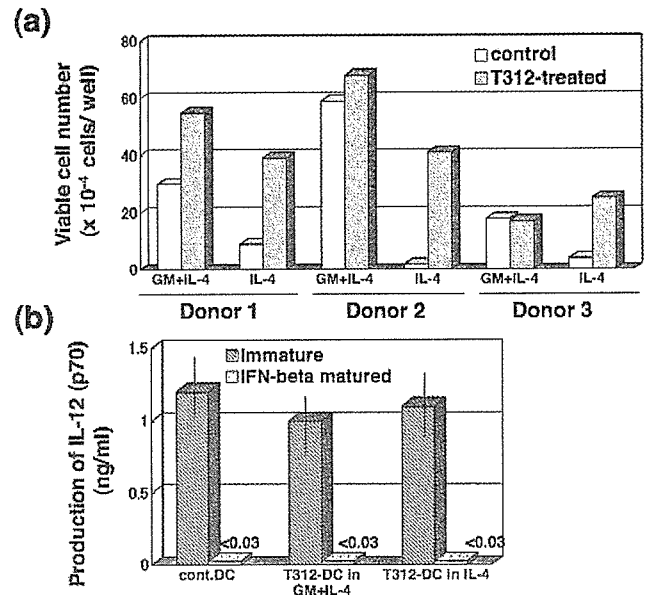 (a)
Viable cell number
(x 10⁻⁴ cells/ well)
80
60
40
20
0
control
T312-treated
GM+IL-4
IL-4
GM+IL-4
IL-4
GM+IL-4
IL-4
Donor 1
Donor 2
Donor 3
(b)
Production of IL-12 (p70)
(ng/ml)
1.5
1
0.5
0
Immature
IFN-beta matured
<0.03
<0.03
<0.03
cont.DC
T312-DC in
GM+IL-4
T312-DC in IL-4